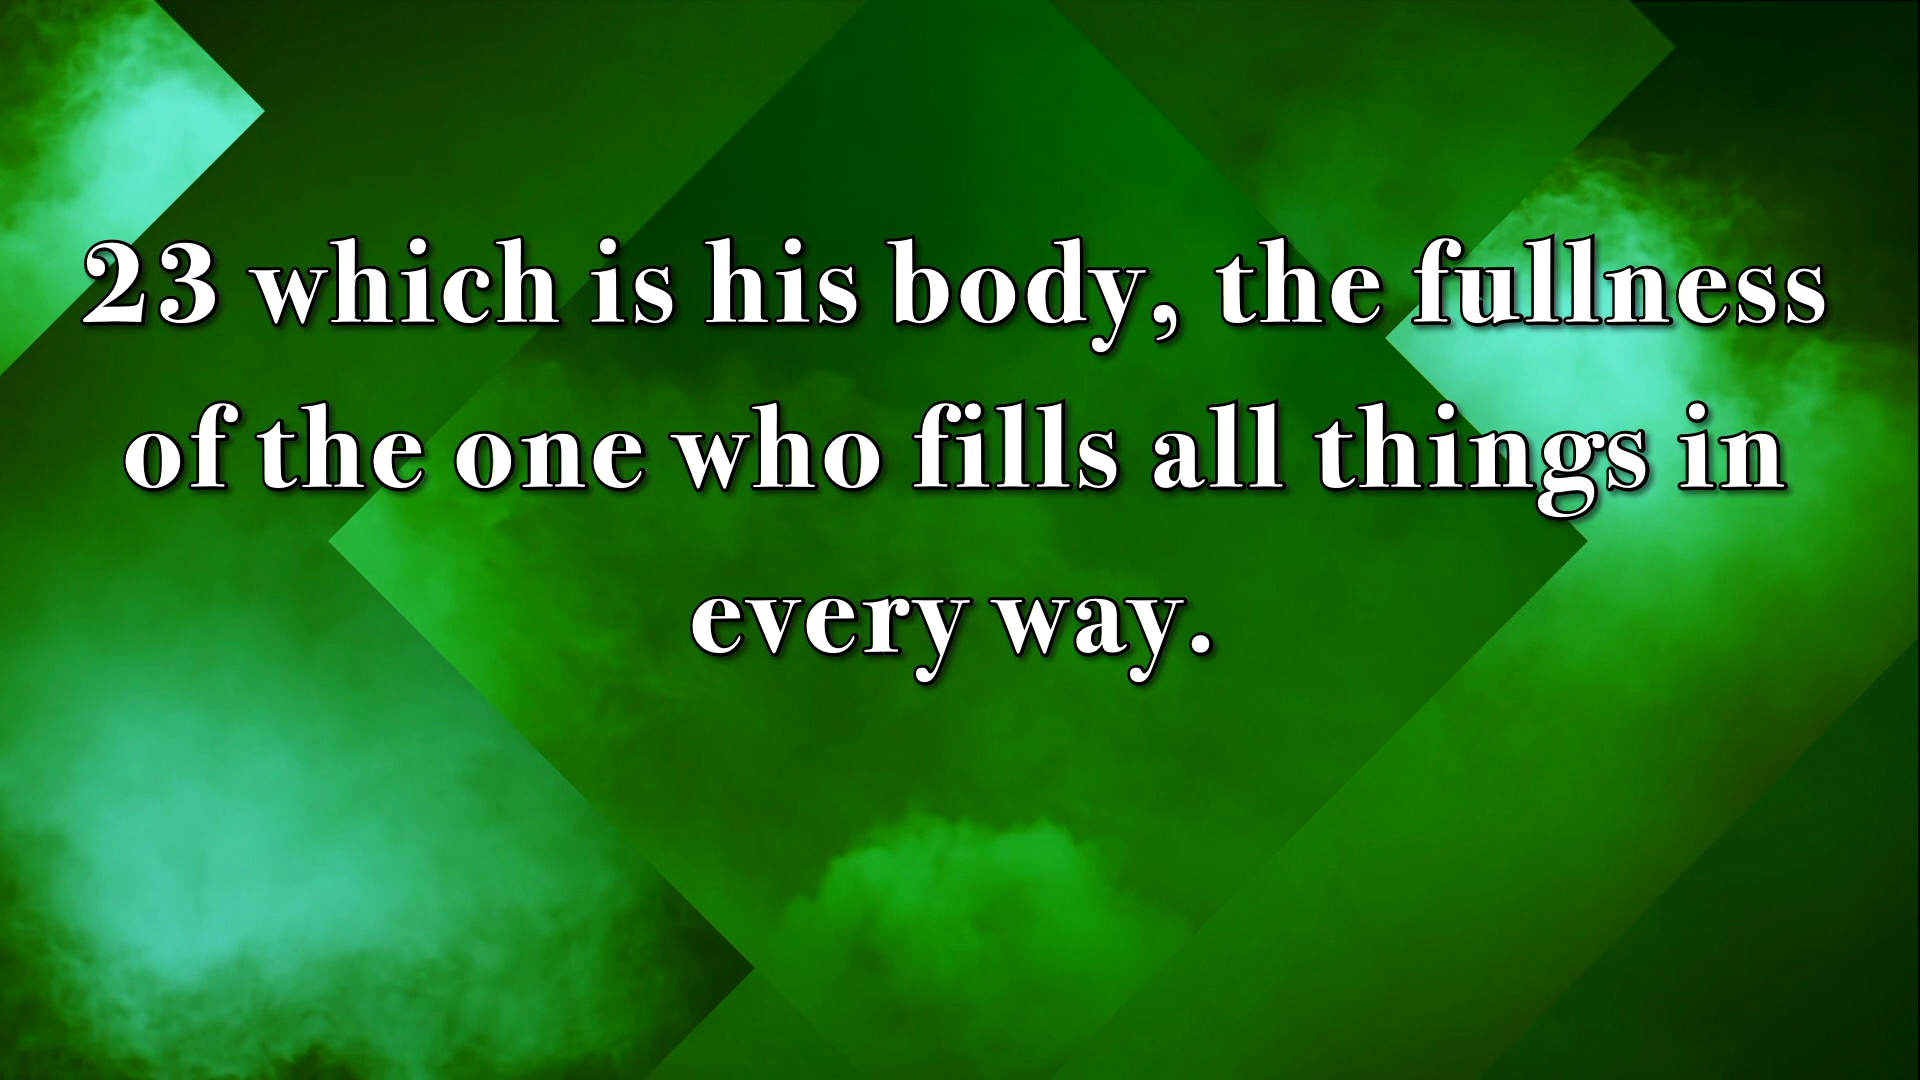 23 which is his body, the fullness
of the one who fills all things in
every way.